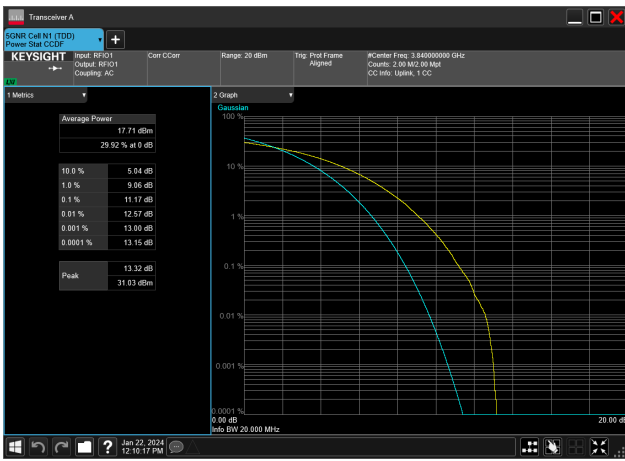 Transceiver A
5GNR Cell N1 (TDD)
Power Stat CCDF
KEYSIGHT
Input: RFIO1
Output: RFIO1
Coupling: AC
Corr CCorr
Range: 20 dBm
Trig: Prot Frame
Aligned
#Center Freq: 3.840000000 GHz
Counts: 2.00 M/2.00 Mpt
CC Info: Uplink, 1 CC
1 Metrics
Average Power
17.71 dBm
29.92 % at 0 dB
10.0 % 5.04 dB
1.0 % 9.06 dB
0.1 % 11.17 dB
0.01 % 12.57 dB
0.001 % 13.00 dB
0.0001 % 13.15 dB
Peak
13.32 dB
31.03 dBm
2 Graph
Gaussian
100 %
10 %
1 %
0.1 %
0.01 %
0.001 %
0.0001 %
0.00 dB
20.00 dB
Info BW 20.000 MHz
Jan 22, 2024
12:10:17 PM